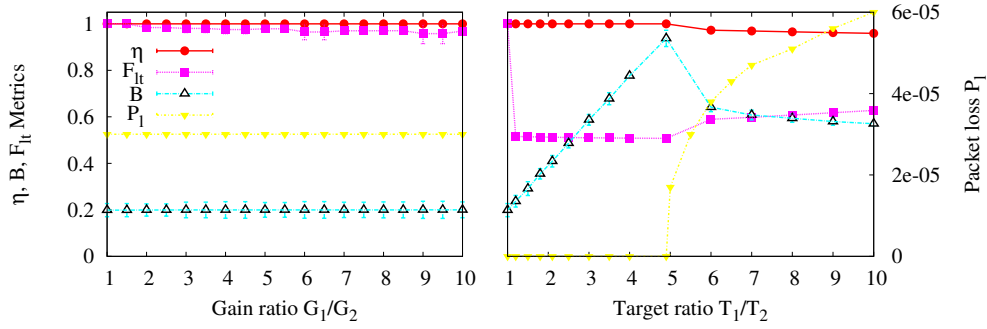 η, B, F_lt Metrics
1
0.8
0.6
0.4
0.2
0
η
F_lt
B
P_l
1 2 3 4 5 6 7 8 9 10
Gain ratio G_1/G_2
1 2 3 4 5 6 7 8 9 10
Target ratio T_1/T_2
6e-05
4e-05
2e-05
0
Packet loss P_l